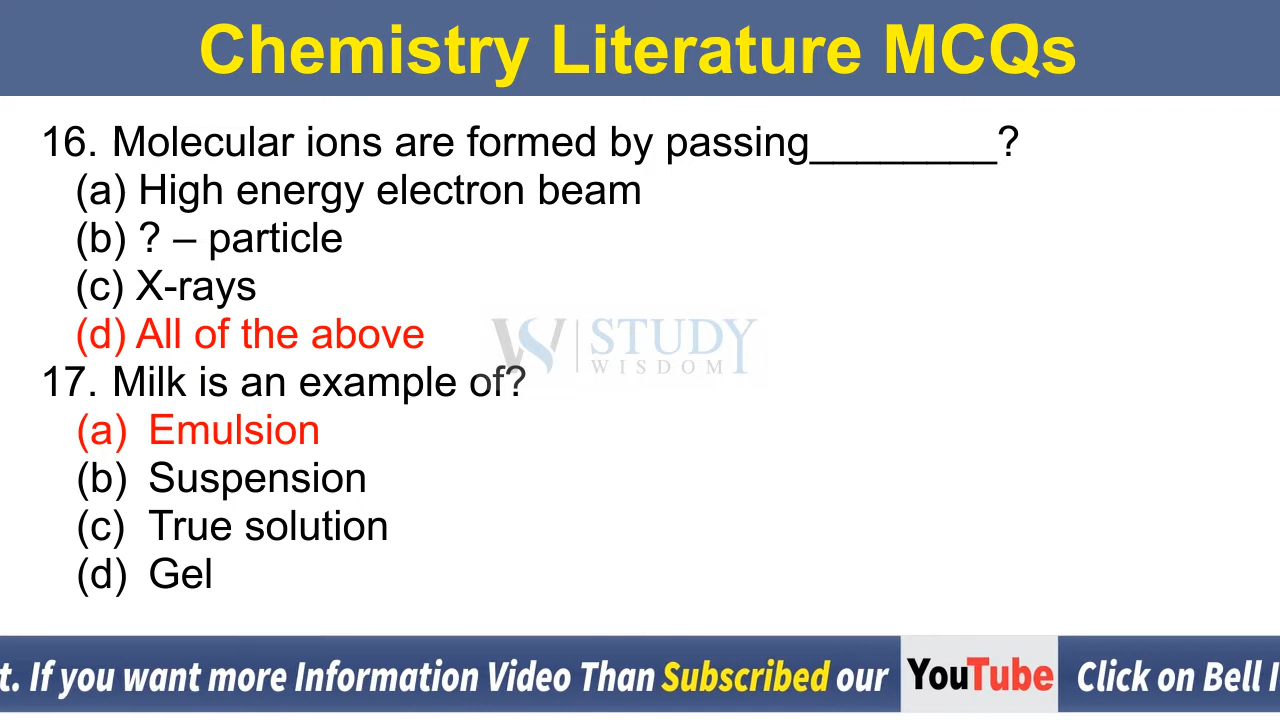 Chemistry Literature MCQs
16. Molecular ions are formed by passing________?
(a) High energy electron beam
(b) ? – particle
(c) X-rays
(d) All of the above
WS STUDY
WISDOM
17. Milk is an example of?
(a) Emulsion
(b) Suspension
(c) True solution
(d) Gel
t. If you want more Information Video Than Subscribed our YouTube Click on Bell I